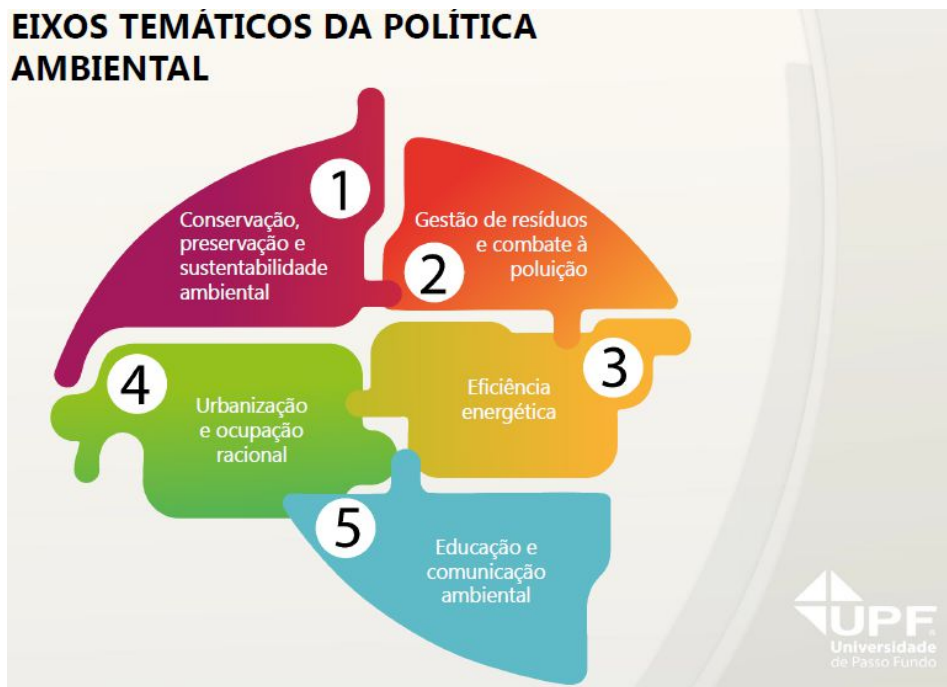 EIXOS TEMÁTICOS DA POLÍTICA
AMBIENTAL
1
Conservação,
preservação e
sustentabilidade
ambiental
2
Gestão de resíduos
e combate à
poluição
3
Eficiência
energética
4
Urbanização
e ocupação
racional
5
Educação e
comunicação
ambiental
UPF
Universidade
de Passo Fundo